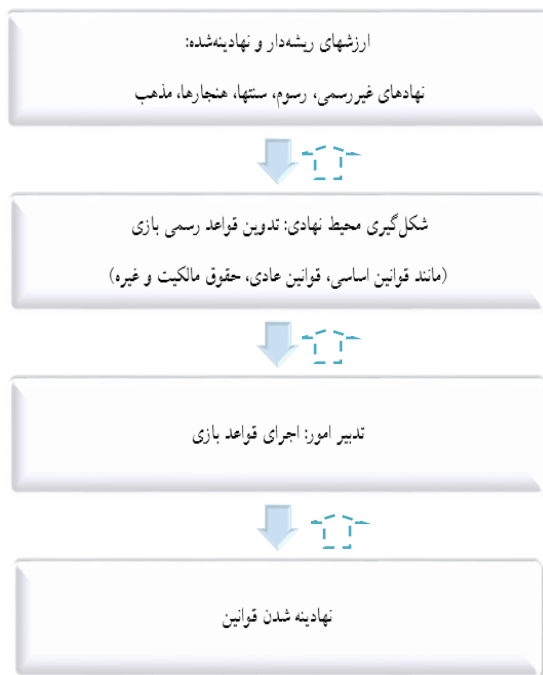 ارزشهای ریشه‌دار و نهادینه‌شده:
نهادهای غیررسمی، رسوم، سنتها، هنجارها، مذهب
شکل‌گیری محیط نهادی: تدوین قواعد رسمی بازی
(مانند قوانین اساسی، قوانین عادی، حقوق مالکیت و غیره)
تدبیر امور: اجرای قواعد بازی
نهادینه شدن قوانین